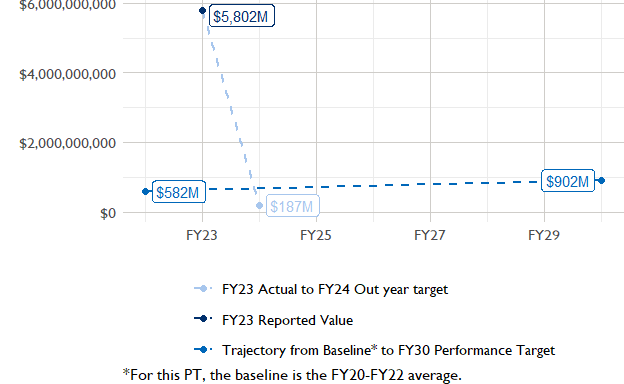 $6,000,000,000
$5,802M
$4,000,000,000
$2,000,000,000
$582M
$902M
$187M
$0
FY23 FY25 FY27 FY29
FY23 Actual to FY24 Out year target
FY23 Reported Value
Trajectory from Baseline* to FY30 Performance Target
*For this PT, the baseline is the FY20-FY22 average.